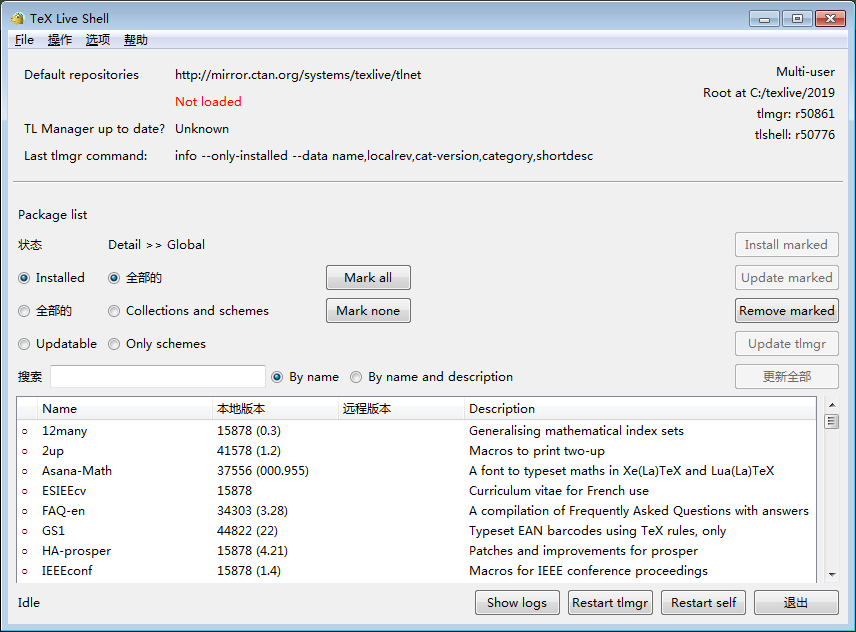 TeX Live Shell
File 操作 选项 帮助
Default repositories http://mirror.ctan.org/systems/texlive/tlnet Multi-user
Not loaded Root at C:/texlive/2019
tlmgr: r50861
TL Manager up to date? Unknown tlshell: r50776
Last tlmgr command: info --only-installed --data name,localrev,cat-version,category,shortdesc
Package list
状态 Detail >> Global Install marked
Installed 全部的 Mark all Update marked
全部的 Collections and schemes Mark none Remove marked
Updatable Only schemes Update tlmgr
搜索 By name By name and description 更新全部
Name 本地版本 远程版本 Description
12many 15878 (0.3) Generalising mathematical index sets
2up 41578 (1.2) Macros to print two-up
Asana-Math 37556 (000.955) A font to typeset maths in Xe(La)TeX and Lua(La)TeX
ESIEEcv 15878 Curriculum vitae for French use
FAQ-en 34303 (3.28) A compilation of Frequently Asked Questions with answers
GS1 44822 (22) Typeset EAN barcodes using TeX rules, only
HA-prosper 15878 (4.21) Patches and improvements for prosper
IEEEconf 15878 (1.4) Macros for IEEE conference proceedings
Idle Show logs Restart tlmgr Restart self 退出